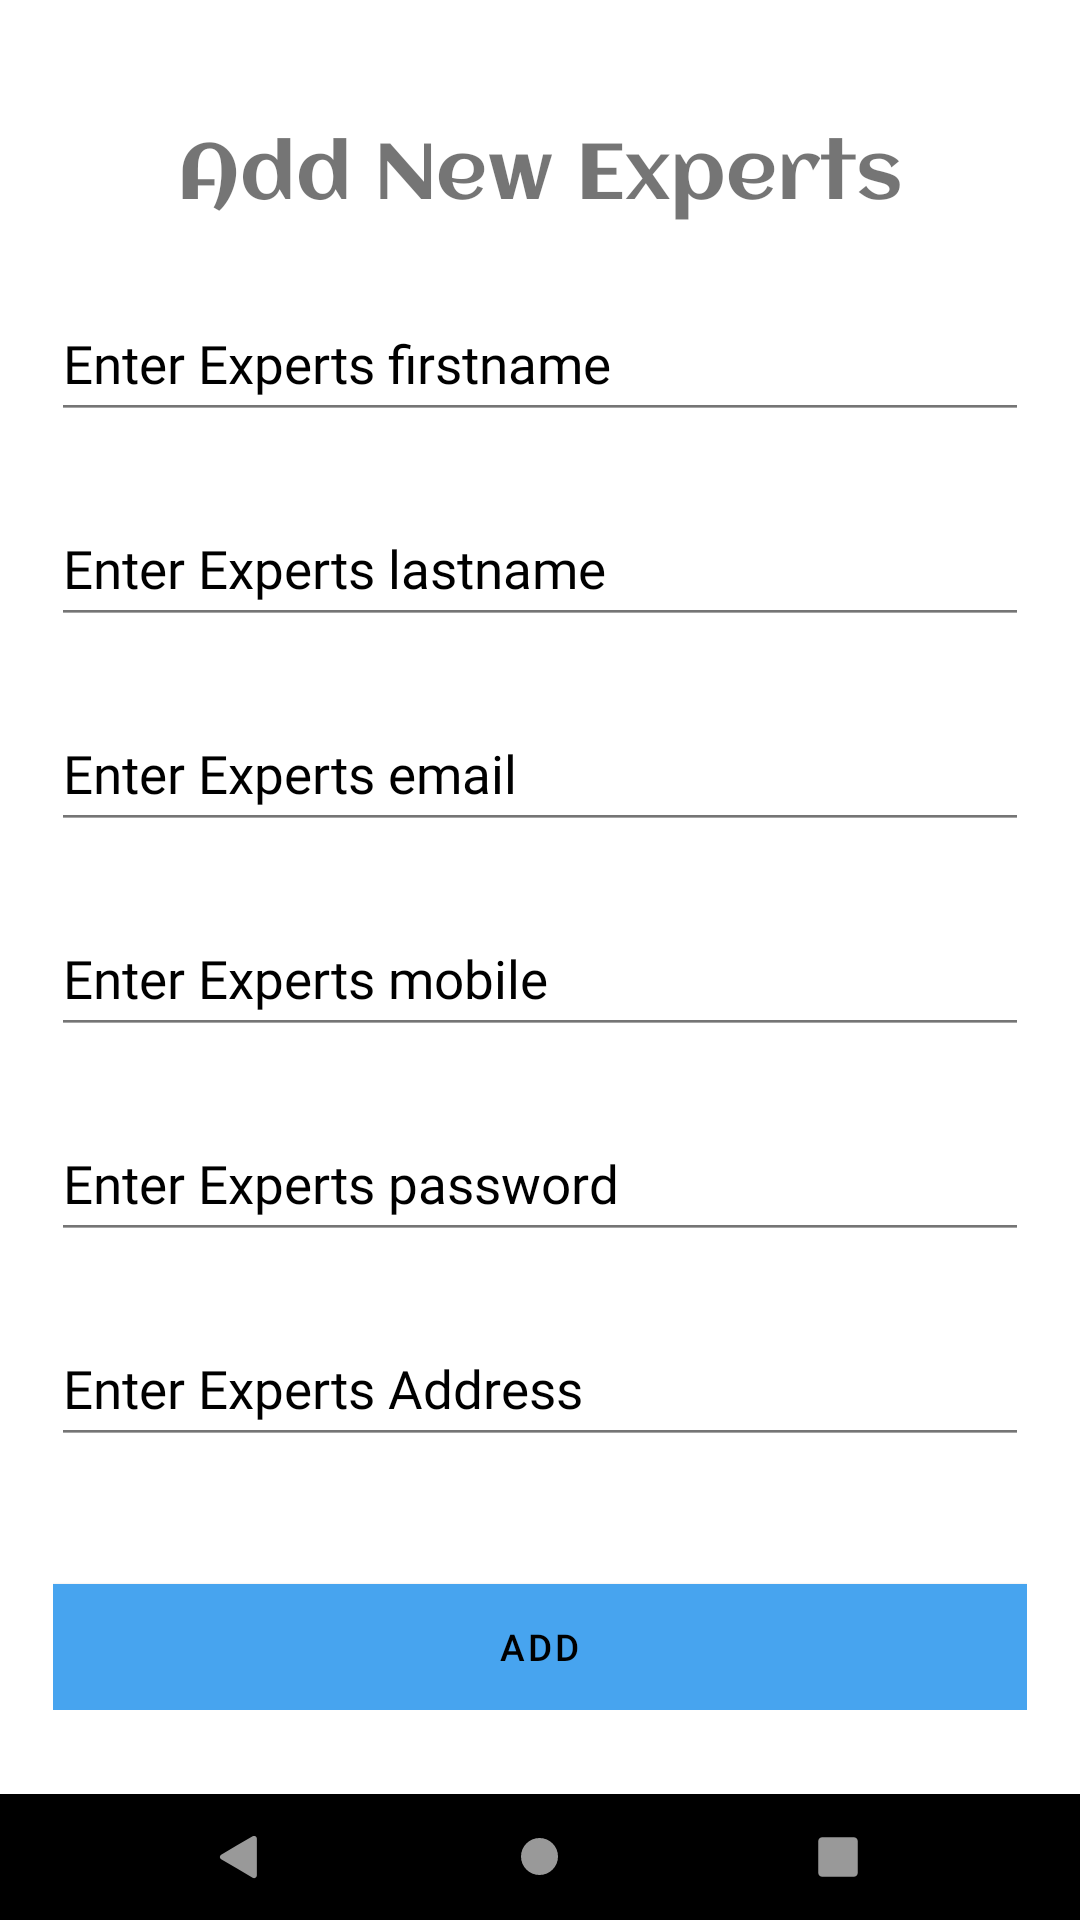 Add New Experts
Enter Experts firstname
Enter Experts lastname
Enter Experts email
Enter Experts mobile
Enter Experts password
Enter Experts Address
ADD